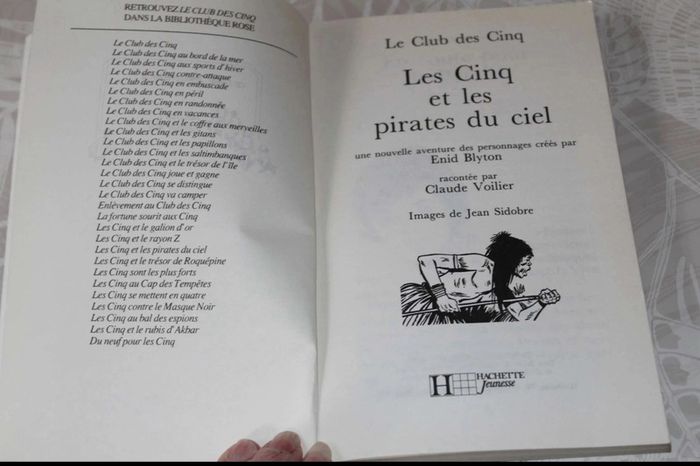 RETROUVEZ LE CLUB DES CINQ
DANS LA BIBLIOTHÈQUE ROSE
Le Club des Cinq
Le Club des Cinq au bord de la mer
Le Club des Cinq aux sports d'hiver
Le Club des Cinq contre-attaque
Le Club des Cinq en embuscade
Le Club des Cinq en péril
Le Club des Cinq en randonnée
Le Club des Cinq en vacances
Le Club des Cinq et le coffre aux merveilles
Le Club des Cinq et les gitans
Le Club des Cinq et les papillons
Le Club des Cinq et les saltimbanques
Le Club des Cinq et le trésor de l'île
Le Club des Cinq joue et gagne
Le Club des Cinq se distingue
Le Club des Cinq va camper
Enlèvement au Club des Cinq
La fortune sourit aux Cinq
Les Cinq et le galion d'or
Les Cinq et le rayon Z
Les Cinq et les pirates du ciel
Les Cinq et le trésor de Roquépine
Les Cinq sont les plus forts
Les Cinq au Cap des Tempêtes
Les Cinq se mettent en quatre
Les Cinq contre le Masque Noir
Les Cinq au bal des espions
Les Cinq et le rubis d'Akbar
Du neuf pour les Cinq
Le Club des Cinq
Les Cinq
et les
pirates du ciel
une nouvelle aventure des personnages créés par
Enid Blyton
racontée par
Claude Voilier
Images de Jean Sidobre
H HACHETTE
Jeunesse